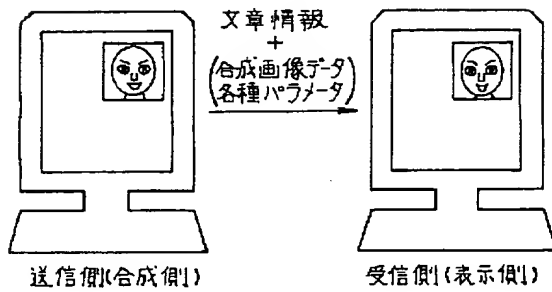 文章情報
+
(合成画像データ
各種パラメータ)
送信側(合成側)
受信側(表示側)